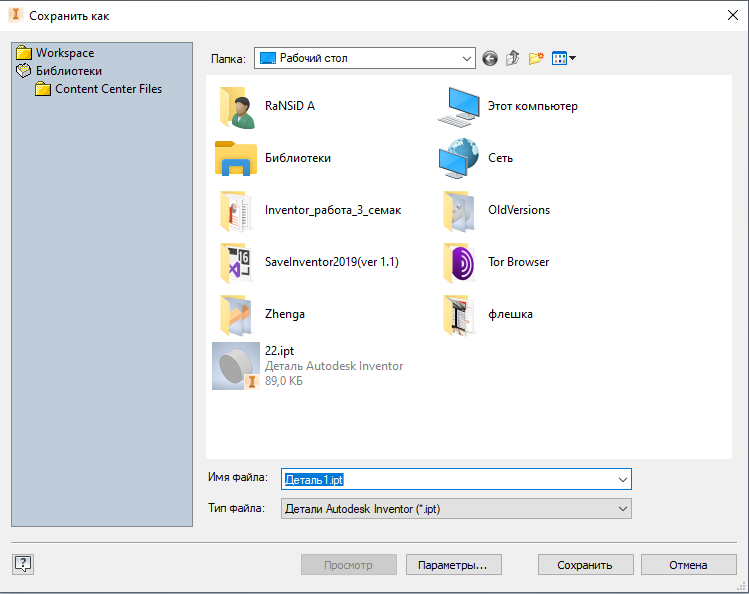 Сохранить как
Workspace
Библиотеки
Content Center Files
Папка:
Рабочий стол
RaNSiD A
Этот компьютер
Библиотеки
Сеть
Inventor_работа_3_семак
OldVersions
SaveInventor2019(ver 1.1)
Tor Browser
Zhenga
флешка
22.ipt
Деталь Autodesk Inventor
89,0 КБ
Имя файла:
Деталь1.ipt
Тип файла:
Детали Autodesk Inventor (*.ipt)
Просмотр
Параметры...
Сохранить
Отмена